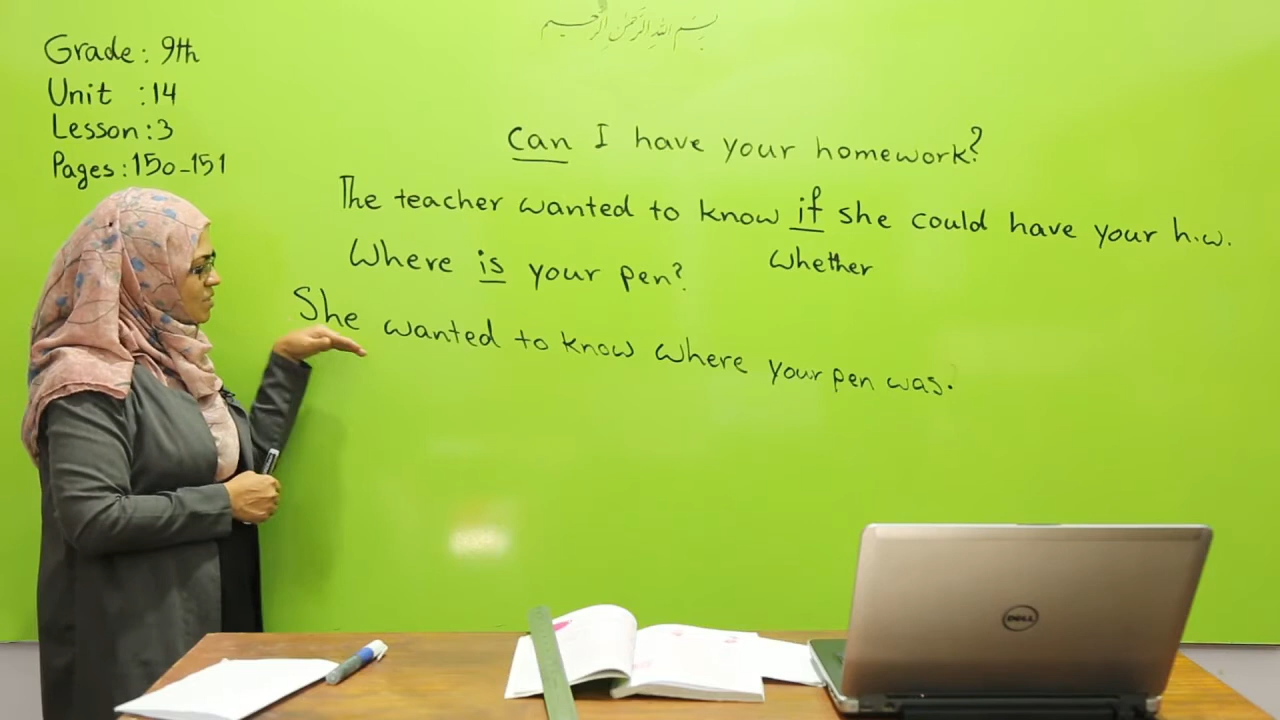 بسم الله الرحمن الرحيم
Grade: 9th
Unit : 14
Lesson: 3
Pages: 150-151
Can I have your homework?
The teacher wanted to know if she could have your h.w.
whether
Where is your pen?
She wanted to know where your pen was.
DELL